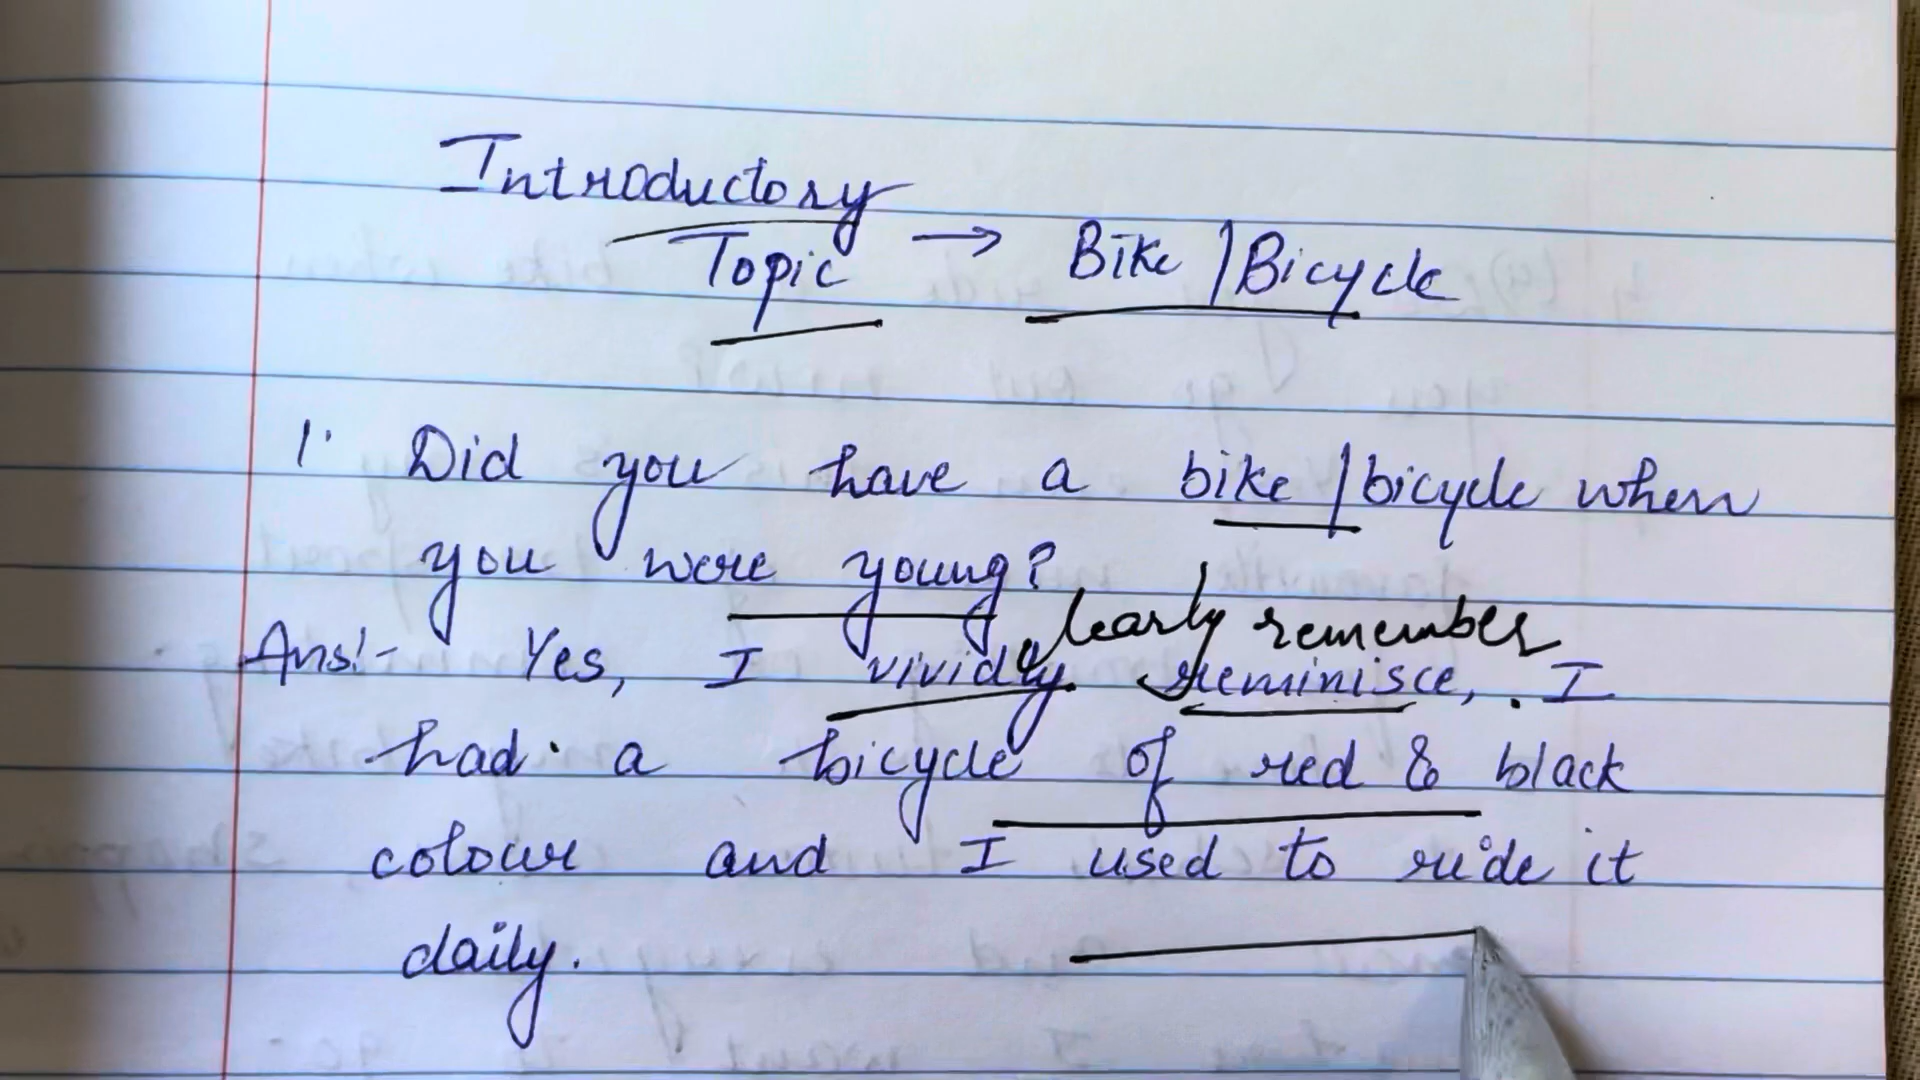 Introductory
Topic → Bike / Bicycle
1. Did you have a bike / bicycle when
you were young?
clearly remember
Ans:- Yes, I vividly reminisce, I
had a bicycle of red & black
colour and I used to ride it
daily.